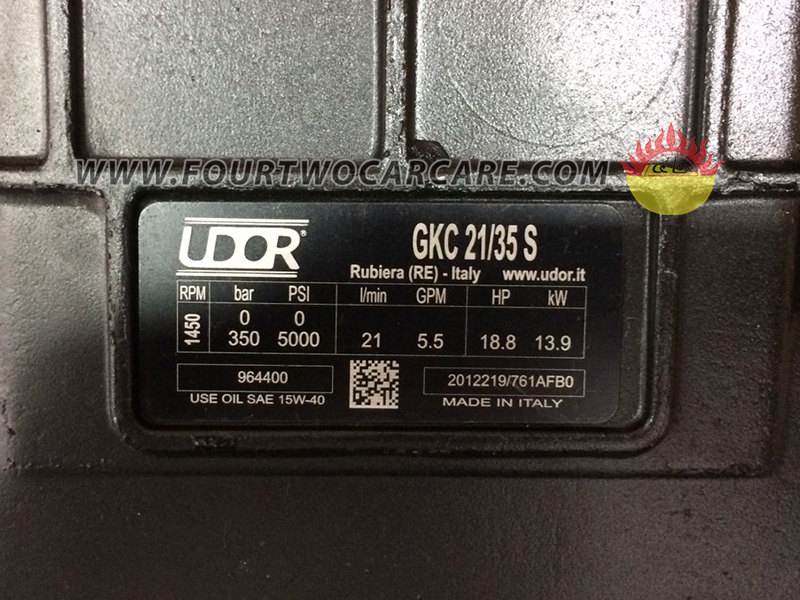 WWW.FOURTWOCARCARE.COM
UDOR® GKC 21/35 S
Rubiera (RE) - Italy www.udor.it
RPM bar PSI l/min GPM HP kW
1450 0 0
350 5000 21 5.5 18.8 13.9
964400 2012219/761AFB0
USE OIL SAE 15W-40 MADE IN ITALY